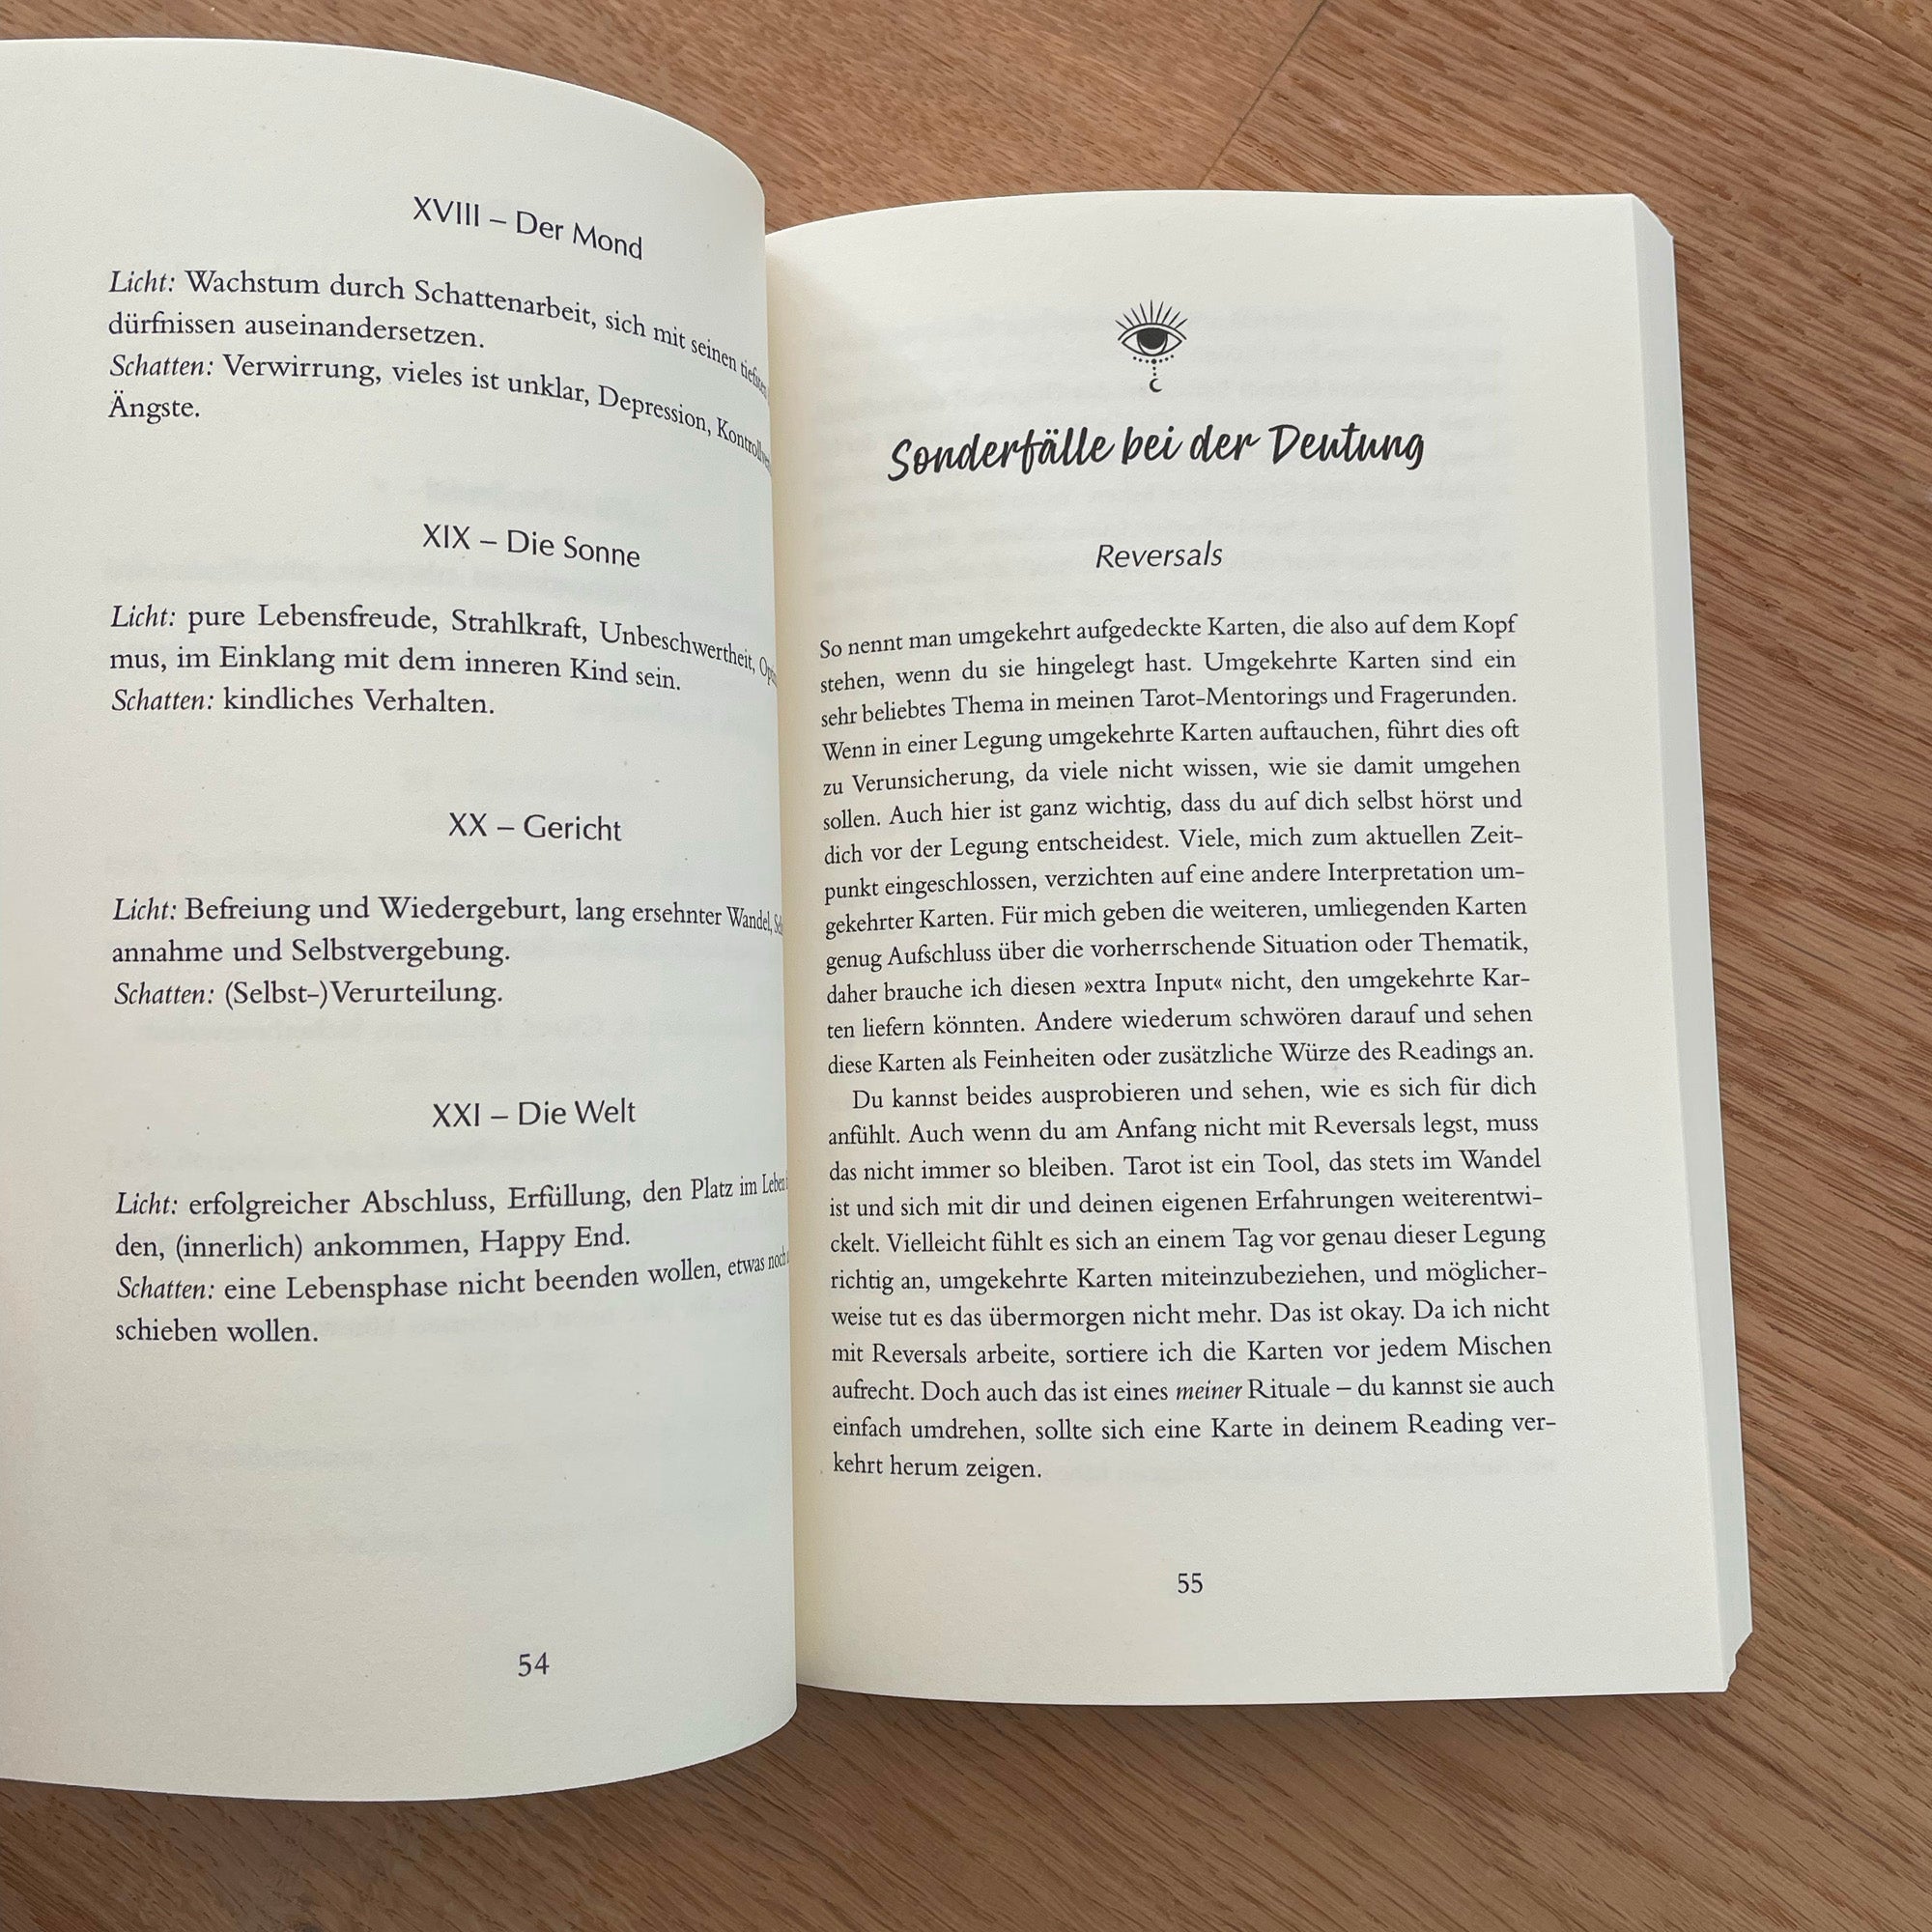 XVIII – Der Mond
Licht: Wachstum durch Schattenarbeit, sich mit seinen tiefsten
dürfnissen auseinandersetzen.
Schatten: Verwirrung, vieles ist unklar, Depression,
Ängste.
XIX – Die Sonne
Licht: pure Lebensfreude, Strahlkraft, Unbeschwertheit,
mus, im Einklang mit dem inneren Kind sein.
Schatten: kindliches Verhalten.
XX – Gericht
Licht: Befreiung und Wiedergeburt, lang ersehnter Wandel,
annahme und Selbstvergebung.
Schatten: (Selbst-)Verurteilung.
XXI – Die Welt
Licht: erfolgreicher Abschluss, Erfüllung, den Platz im Leben
den, (innerlich) ankommen, Happy End.
Schatten: eine Lebensphase nicht beenden wollen, etwas noch
schieben wollen.
54
Sonderfälle bei der Deutung
Reversals
So nennt man umgekehrt aufgedeckte Karten, die also auf dem Kopf
stehen, wenn du sie hingelegt hast. Umgekehrte Karten sind ein
sehr beliebtes Thema in meinen Tarot-Mentorings und Fragerunden.
Wenn in einer Legung umgekehrte Karten auftauchen, führt dies oft
zu Verunsicherung, da viele nicht wissen, wie sie damit umgehen
sollen. Auch hier ist ganz wichtig, dass du auf dich selbst hörst und
dich vor der Legung entscheidest. Viele, mich zum aktuellen Zeit-
punkt eingeschlossen, verzichten auf eine andere Interpretation um-
gekehrter Karten. Für mich geben die weiteren, umliegenden Karten
genug Aufschluss über die vorherrschende Situation oder Thematik,
daher brauche ich diesen »extra Input« nicht, den umgekehrte Kar-
ten liefern könnten. Andere wiederum schwören darauf und sehen
diese Karten als Feinheiten oder zusätzliche Würze des Readings an.
Du kannst beides ausprobieren und sehen, wie es sich für dich
anfühlt. Auch wenn du am Anfang nicht mit Reversals legst, muss
das nicht immer so bleiben. Tarot ist ein Tool, das stets im Wandel
ist und sich mit dir und deinen eigenen Erfahrungen weiterentwi-
ckelt. Vielleicht fühlt es sich an einem Tag vor genau dieser Legung
richtig an, umgekehrte Karten miteinzubeziehen, und möglicher-
weise tut es das übermorgen nicht mehr. Das ist okay. Da ich nicht
mit Reversals arbeite, sortiere ich die Karten vor jedem Mischen
aufrecht. Doch auch das ist eines meiner Rituale – du kannst sie auch
einfach umdrehen, sollte sich eine Karte in deinem Reading ver-
kehrt herum zeigen.
55